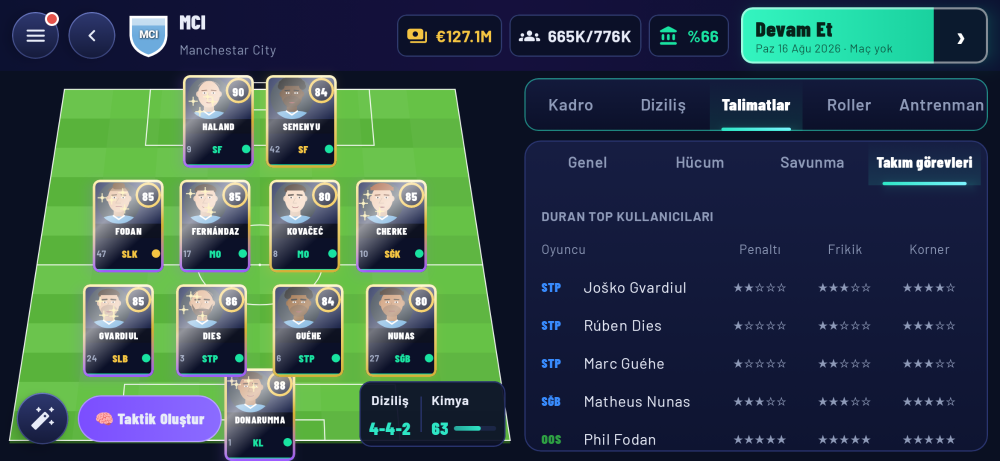 MCI
MCI
Manchestar City
€127.1M
665K/776K
%66
Devam Et
Paz 16 Ağu 2026 · Maç yok
Kadro
Diziliş
Talimatlar
Roller
Antrenman
Genel
Hücum
Savunma
Takım görevleri
DURAN TOP KULLANICILARI
Oyuncu
Penaltı
Frikik
Korner
STP
Joško Gvardiul
★★☆☆☆
★★★☆☆
★★★★☆
STP
Rúben Dies
★☆☆☆☆
★★☆☆☆
★★★☆☆
STP
Marc Guéhe
★☆☆☆☆
★★☆☆☆
★★★☆☆
SĞB
Matheus Nunas
★★★☆☆
★★★☆☆
★★★★☆
OOS
Phil Fodan
★★★★★
★★★★★
★★★★★
90
HALAND
9
SF
84
SEMENYU
42
SF
85
FODAN
47
SLK
85
FERNÁNDAZ
17
MO
80
KOVAČEĆ
8
MO
85
CHERKE
10
SĞK
85
GVARDIUL
24
SLB
86
DIES
3
STP
84
GUÉHE
6
STP
80
NUNAS
27
SĞB
88
DONARUMMA
1
KL
Taktik Oluştur
Diziliş
4-4-2
Kimya
63